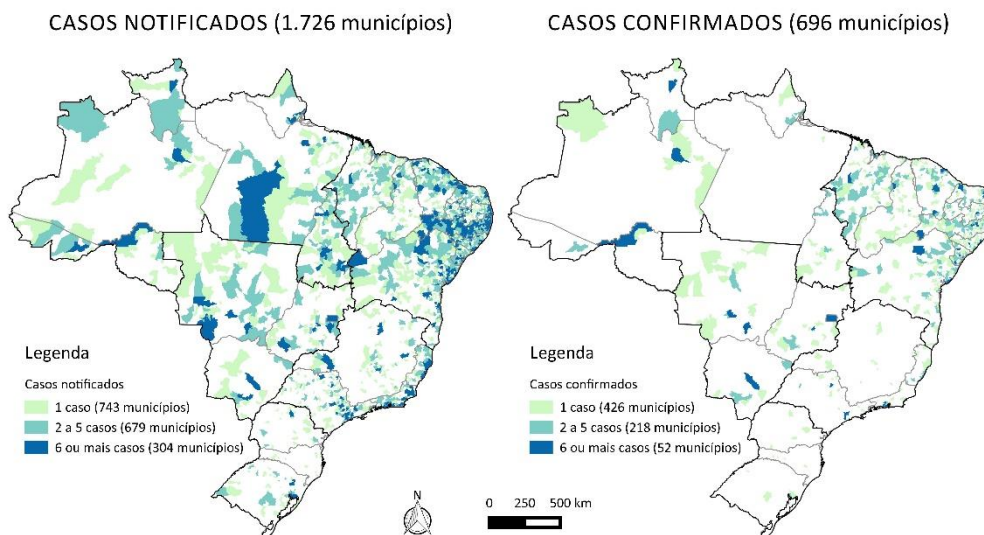 CASOS NOTIFICADOS (1.726 municípios)
CASOS CONFIRMADOS (696 municípios)
Legenda
Casos notificados
1 caso (743 municípios)
2 a 5 casos (679 municípios)
6 ou mais casos (304 municípios)
N
0 250 500 km
Legenda
Casos confirmados
1 caso (426 municípios)
2 a 5 casos (218 municípios)
6 ou mais casos (52 municípios)